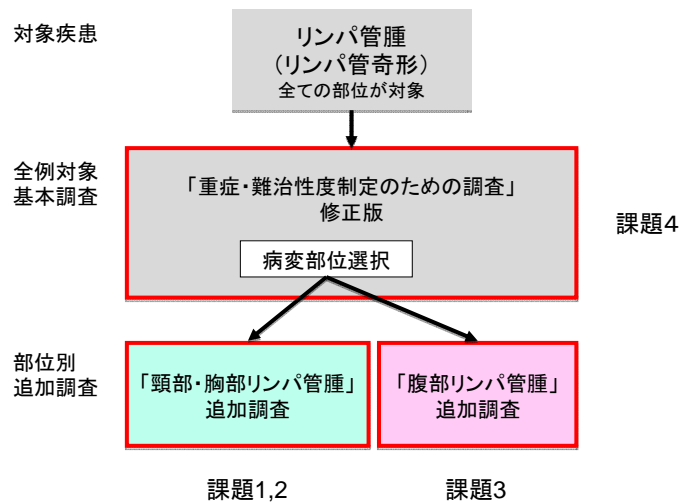 対象疾患
リンパ管腫
(リンパ管奇形)
全ての部位が対象
全例対象
基本調査
「重症・難治性度制定のための調査」
修正版
課題4
病変部位選択
部位別
追加調査
「頸部・胸部リンパ管腫」
追加調査
「腹部リンパ管腫」
追加調査
課題1,2
課題3